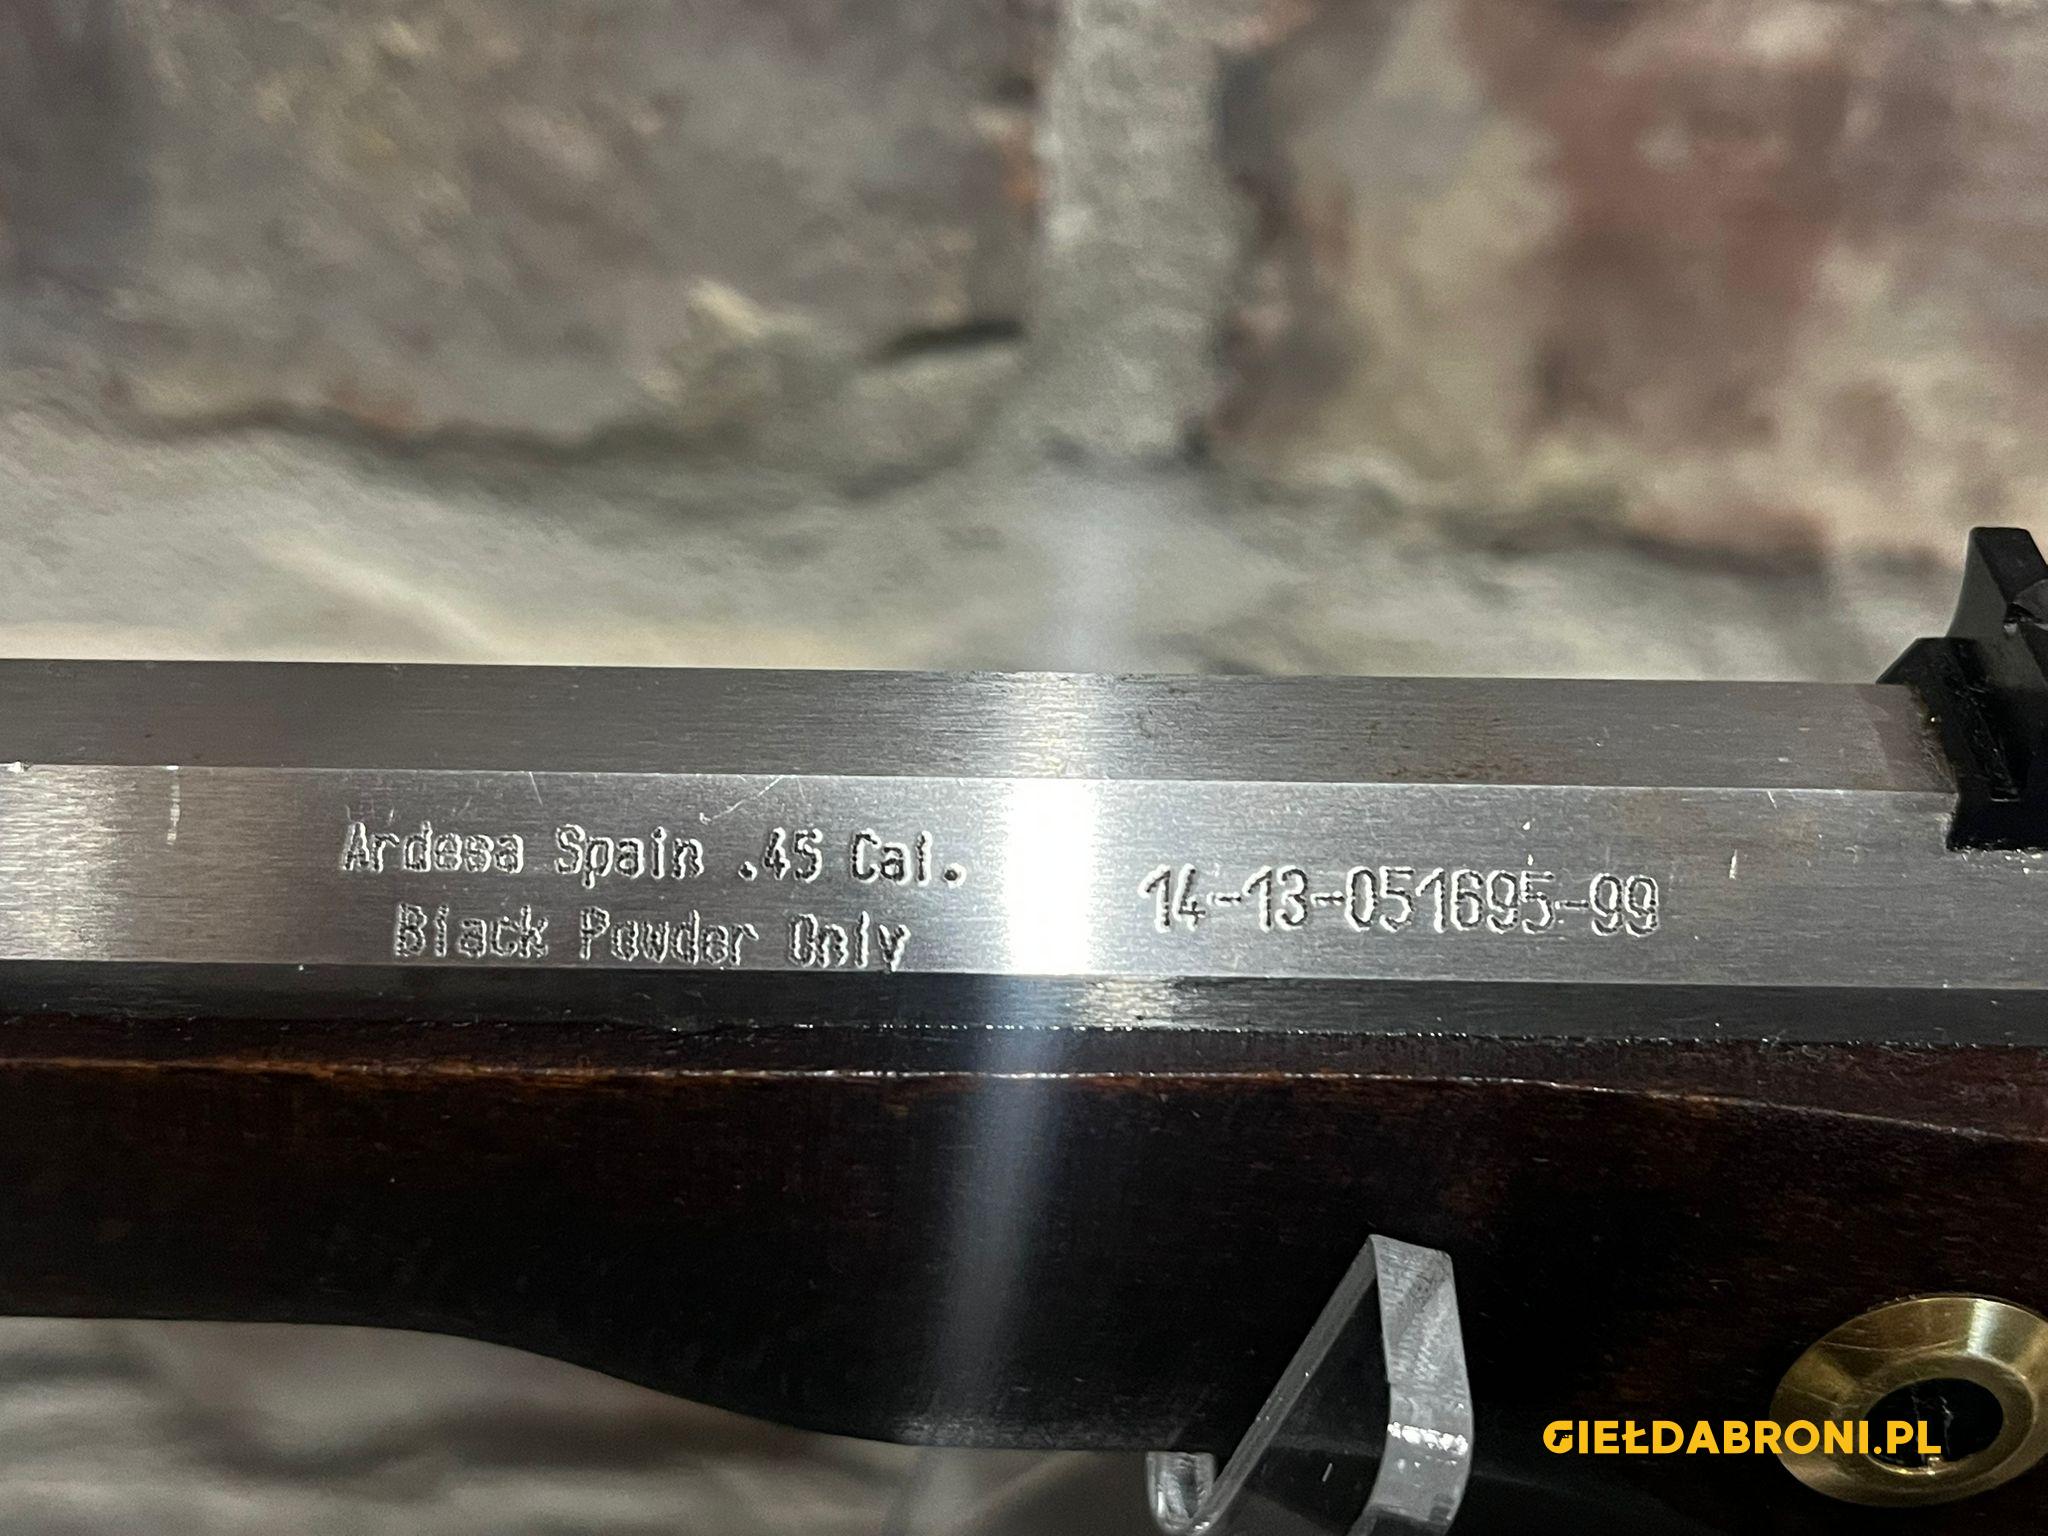 Ardesa Spain .45 Cal.
Black Powder Only
14-13-051695-99
GIEŁDABRONI.PL